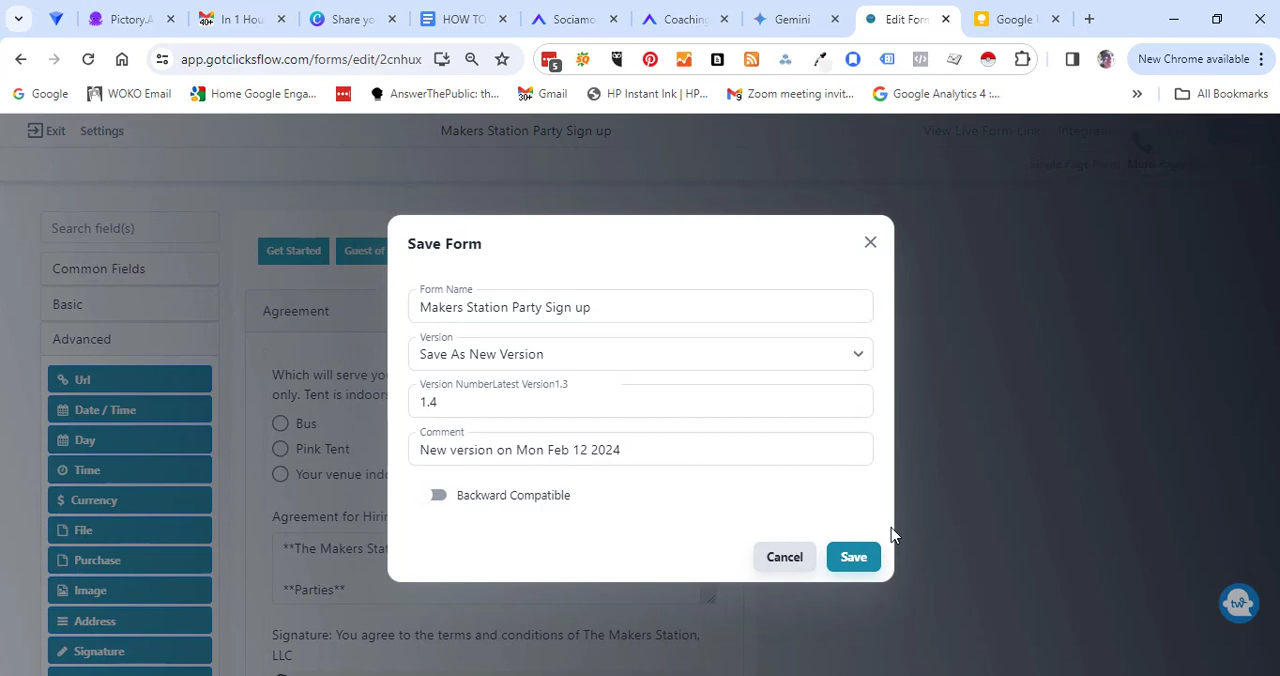 Pictory.A
In 1 Hou
Share yo
HOW TO
Sociamo
Coaching
Gemini
Edit For
Google
app.gotclicksflow.com/forms/edit/2cnhux
5
New Chrome available
Google
WOKO Email
Home Google Enga...
AnswerThePublic: th...
Gmail
HP Instant Ink | HP...
Zoom meeting invit...
Google Analytics 4 :...
All Bookmarks
Exit
Settings
Makers Station Party Sign up
View Live Form Link
Search field(s)
Common Fields
Basic
Advanced
Url
Date / Time
Day
Time
Currency
File
Purchase
Image
Address
Signature
Get Started
Guest of
Agreement
Which will serve you
only. Tent is indoors
Bus
Pink Tent
Your venue indo
Agreement for Hirin
**The Makers Stat
**Parties**
Signature: You agree to the terms and conditions of The Makers Station,
LLC
Save Form
Form Name
Makers Station Party Sign up
Version
Save As New Version
Version NumberLatest Version1.3
1.4
Comment
New version on Mon Feb 12 2024
Backward Compatible
Cancel
Save
tw